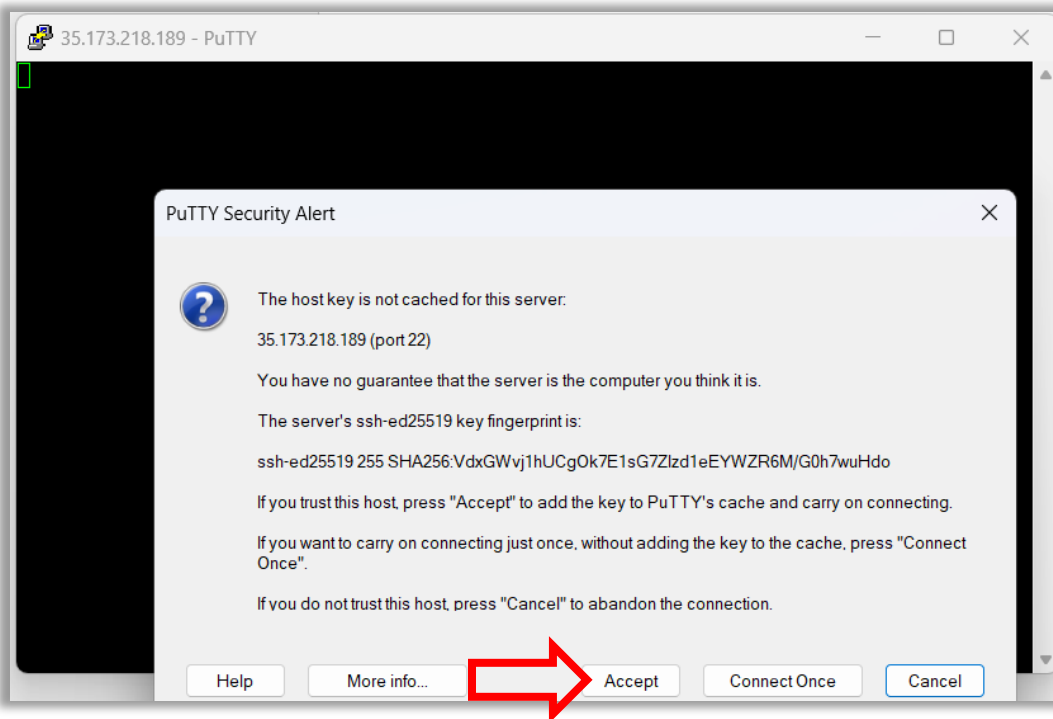 35.173.218.189 - PuTTY
PuTTY Security Alert
The host key is not cached for this server:
35.173.218.189 (port 22)
You have no guarantee that the server is the computer you think it is.
The server's ssh-ed25519 key fingerprint is:
ssh-ed25519 255 SHA256:VdxGWvj1hUCgOk7E1sG7Zlzd1eEYWZR6M/G0h7wuHdo
If you trust this host, press "Accept" to add the key to PuTTY's cache and carry on connecting.
If you want to carry on connecting just once, without adding the key to the cache, press "Connect
Once".
If you do not trust this host, press "Cancel" to abandon the connection.
Help More info... Accept Connect Once Cancel